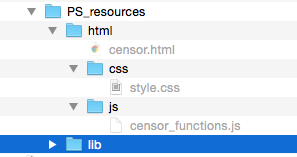 PS_resources
html
censor.html
css
style.css
js
censor_functions.js
lib